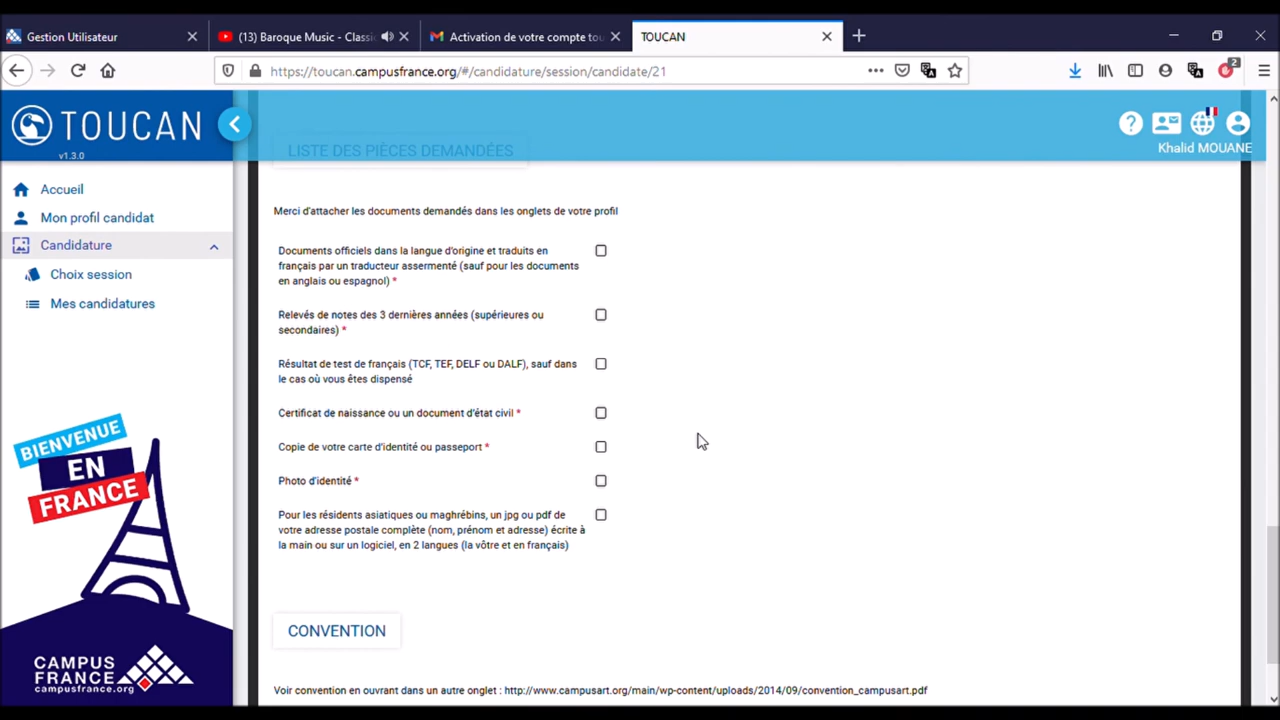 Gestion Utilisateur
(13) Baroque Music - Classic
Activation de votre compte tou
TOUCAN
https://toucan.campusfrance.org/#/candidature/session/candidate/21
2
TOUCAN
v1.3.0
Khalid MOUANE
Accueil
Mon profil candidat
Candidature
Choix session
Mes candidatures
BIENVENUE
EN
FRANCE
CAMPUS
FRANCE
campusfrance.org
LISTE DES PIÈCES DEMANDÉES
Merci d'attacher les documents demandés dans les onglets de votre profil
Documents officiels dans la langue d'origine et traduits en
français par un traducteur assermenté (sauf pour les documents
en anglais ou espagnol) *
Relevés de notes des 3 dernières années (supérieures ou
secondaires) *
Résultat de test de français (TCF, TEF, DELF ou DALF), sauf dans
le cas où vous êtes dispensé
Certificat de naissance ou un document d'état civil *
Copie de votre carte d'identité ou passeport *
Photo d'identité *
Pour les résidents asiatiques ou maghrébins, un jpg ou pdf de
votre adresse postale complète (nom, prénom et adresse) écrite à
la main ou sur un logiciel, en 2 langues (la vôtre et en français)
CONVENTION
Voir convention en ouvrant dans un autre onglet : http://www.campusart.org/main/wp-content/uploads/2014/09/convention_campusart.pdf